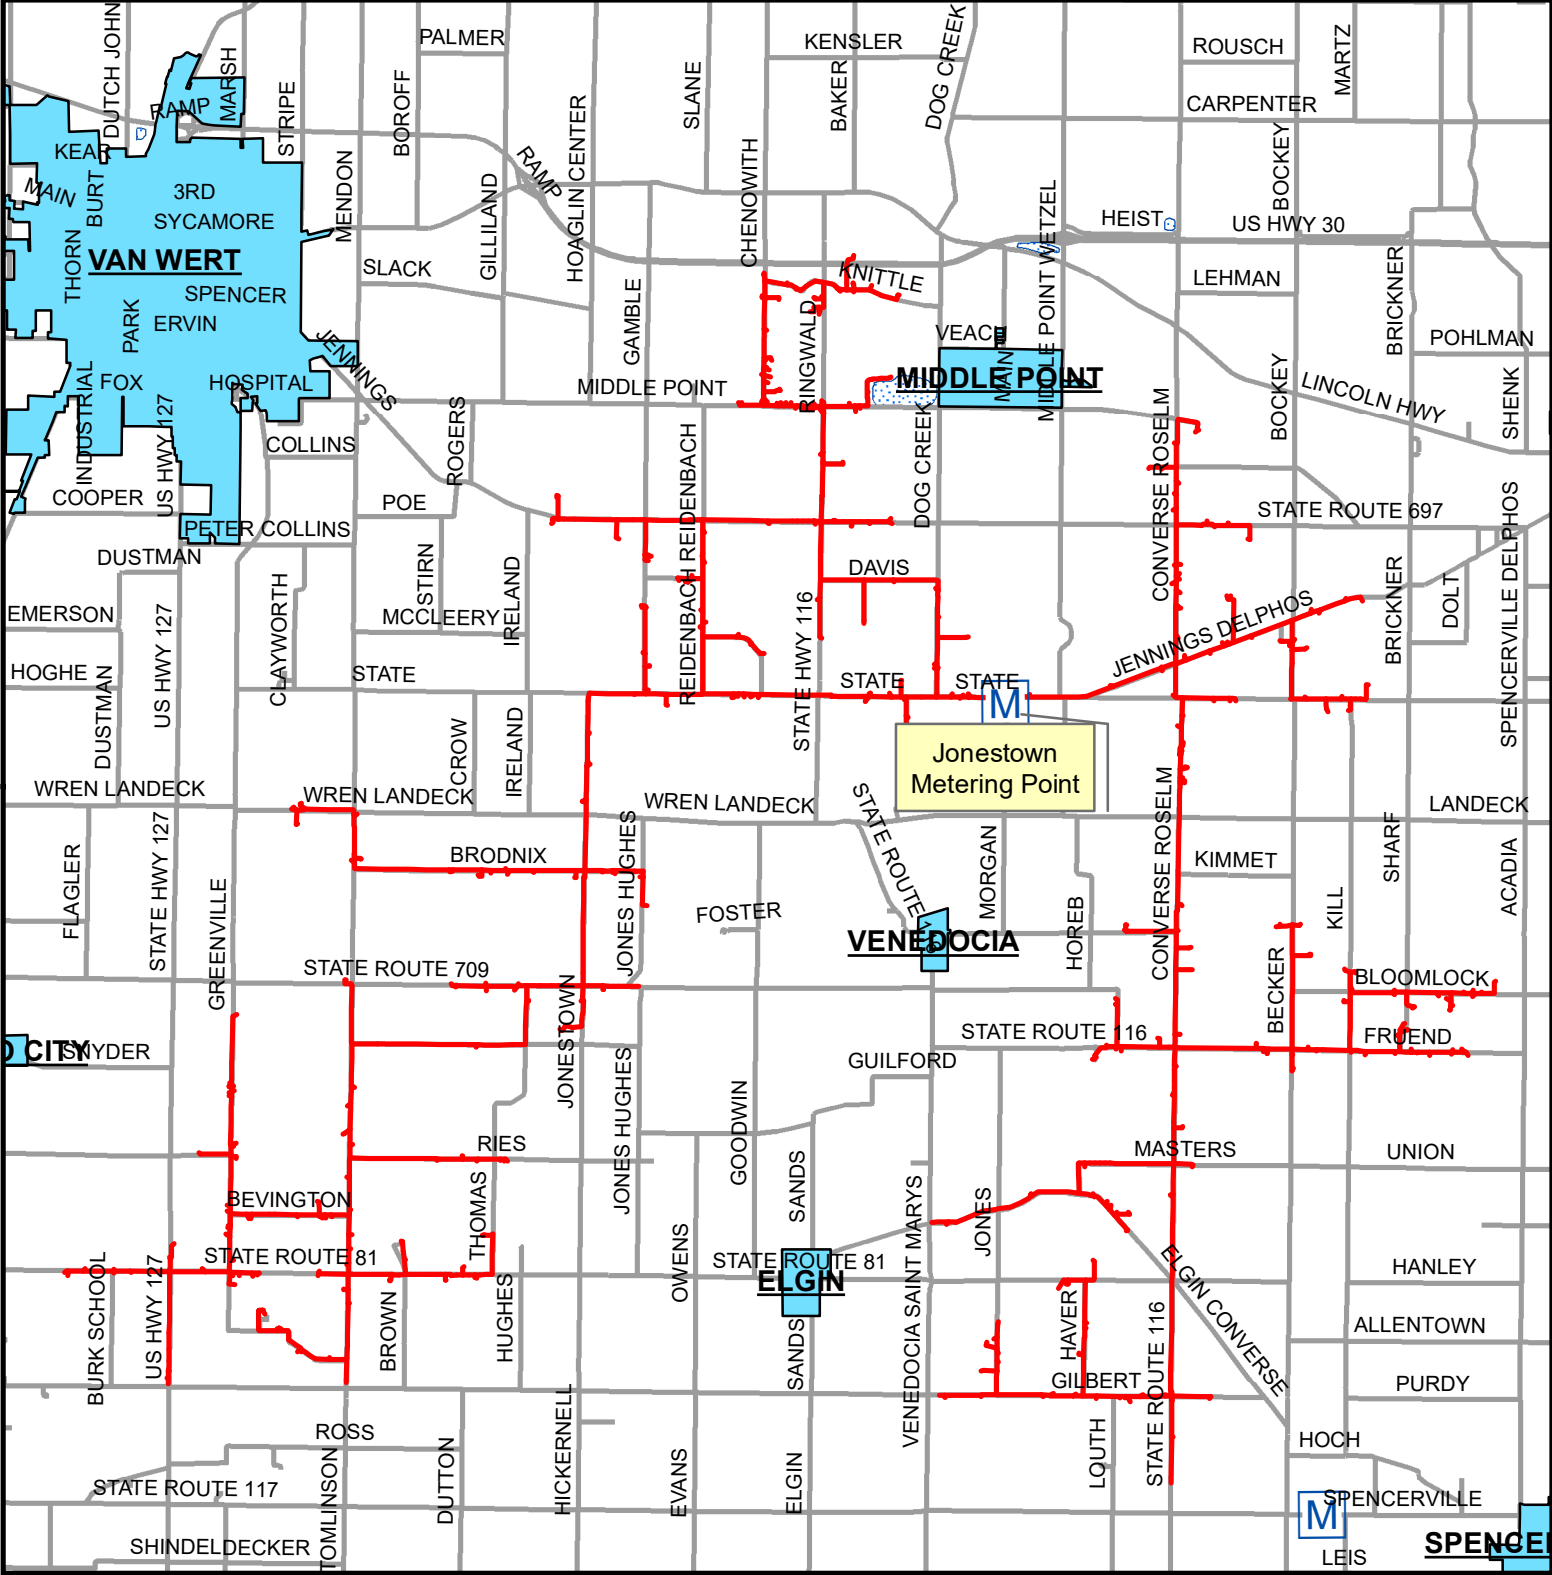 DUTCH JOHN
PALMER
KENSLER
DOG CREEK
ROUSCH
MARTZ
MARSH
RAMP
STRIPE
BOROFF
HOAGLIN CENTER
SLANE
BAKER
CARPENTER
KEAR
MAIN
BURT
3RD
SYCAMORE
MENDON
RAMP
GILLILAND
CHENOWITH
MIDDLE POINT WETZEL
HEIST
BOCKEY
US HWY 30
VAN WERT
THORN
SLACK
KNITTLE
LEHMAN
BRICKNER
SPENCER
PARK
ERVIN
GAMBLE
RINGWALD
VEACH
MAIN
POHLMAN
JENNINGS
INDUSTRIAL
FOX
HOSPITAL
MIDDLE POINT
MIDDLE POINT
BOCKEY
LINCOLN HWY
SHENK
US HWY 127
COLLINS
ROGERS
REIDENBACH
REIDENBACH
DOG CREEK
CONVERSE ROSELM
COOPER
POE
STATE ROUTE 697
PETER COLLINS
DUSTMAN
STIRN
IRELAND
DAVIS
SPENCERVILLE DELPHOS
EMERSON
US HWY 127
CLAYWORTH
MCCLEERY
REIDENBACH
STATE HWY 116
JENNINGS DELPHOS
BRICKNER
DOLT
HOGHE
DUSTMAN
STATE
STATE
STATE
M
CROW
IRELAND
Jonestown
Metering Point
WREN LANDECK
WREN LANDECK
WREN LANDECK
LANDECK
FLAGLER
STATE HWY 127
BRODNIX
JONES HUGHES
STATE ROUTE
MORGAN
CONVERSE ROSELM
KIMMET
SHARF
ACADIA
GREENVILLE
FOSTER
VENEDOCIA
HOREB
KILL
STATE ROUTE 709
JONESTOWN
BECKER
BLOOMLOCK
O CITY
SNYDER
STATE ROUTE 116
FRUEND
GUILFORD
JONES HUGHES
GOODWIN
RIES
MASTERS
UNION
BEVINGTON
THOMAS
SANDS
VENEDOCIA SAINT MARYS
JONES
STATE ROUTE 81
OWENS
STATE ROUTE 81
ELGIN
ELGIN CONVERSE
HANLEY
BURK SCHOOL
US HWY 127
BROWN
HUGHES
SANDS
HAVER
STATE ROUTE 116
ALLENTOWN
GILBERT
PURDY
ROSS
TOMLINSON
DUTTON
HICKERNELL
EVANS
ELGIN
LOUTH
HOCH
STATE ROUTE 117
M
SPENCERVILLE
SHINDELDECKER
LEIS
SPENCE